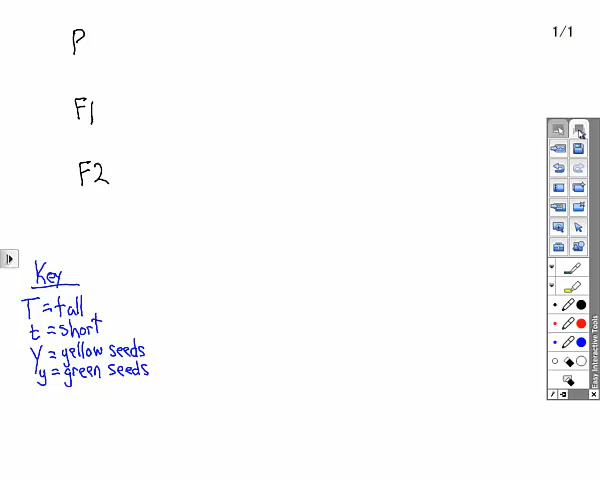 P
1/1
F1
F2
Key
T = tall
t = short
Y = yellow seeds
y = green seeds
Easy Interactive Tools